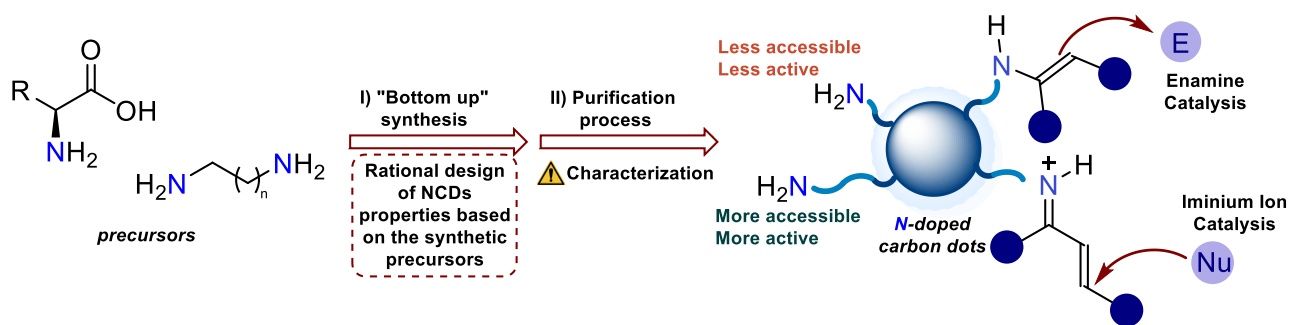 O
R
OH
NH2
H2N
NH2
n
precursors
I) "Bottom up"
synthesis
Rational design
of NCDs
properties based
on the synthetic
precursors
II) Purification
process
Characterization
Less accessible
Less active
H2N
H2N
More accessible
More active
N-doped
carbon dots
H
N
E
Enamine
Catalysis
+
H
N
Iminium Ion
Catalysis
Nu